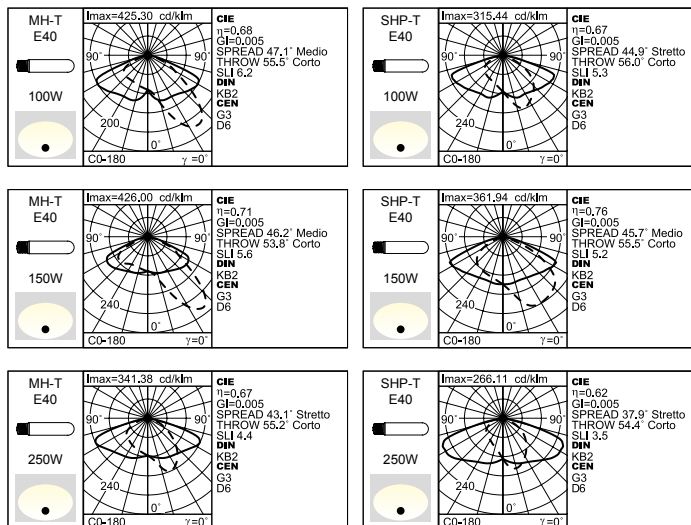 MH-T
E40
100W
Imax=425.30 cd/klm
90°
90°
200
0°
C0-180
γ=0°
CIE
η=0.68
GI=0.005
SPREAD 47.1° Medio
THROW 55.5° Corto
SLI 6.2
DIN
KB2
CEN
G3
D6
SHP-T
E40
100W
Imax=315.44 cd/klm
90°
90°
240
0°
C0-180
γ=0°
CIE
η=0.67
GI=0.005
SPREAD 44.9° Stretto
THROW 56.0° Corto
SLI 5.3
DIN
KB2
CEN
G3
D6
MH-T
E40
150W
Imax=426.00 cd/klm
90°
90°
240
0°
C0-180
γ=0°
CIE
η=0.71
GI=0.005
SPREAD 46.2° Medio
THROW 53.8° Corto
SLI 5.6
DIN
KB2
CEN
G3
D6
SHP-T
E40
150W
Imax=361.94 cd/klm
90°
90°
240
0°
C0-180
γ=0°
CIE
η=0.76
GI=0.005
SPREAD 45.7° Medio
THROW 55.5° Corto
SLI 5.2
DIN
KB2
CEN
G3
D6
MH-T
E40
250W
Imax=341.38 cd/klm
90°
90°
240
0°
C0-180
γ=0°
CIE
η=0.67
GI=0.005
SPREAD 43.1° Stretto
THROW 55.2° Corto
SLI 4.4
DIN
KB2
CEN
G3
D6
SHP-T
E40
250W
Imax=266.11 cd/klm
90°
90°
240
0°
C0-180
γ=0°
CIE
η=0.62
GI=0.005
SPREAD 37.9° Stretto
THROW 54.4° Corto
SLI 3.5
DIN
KB2
CEN
G3
D6